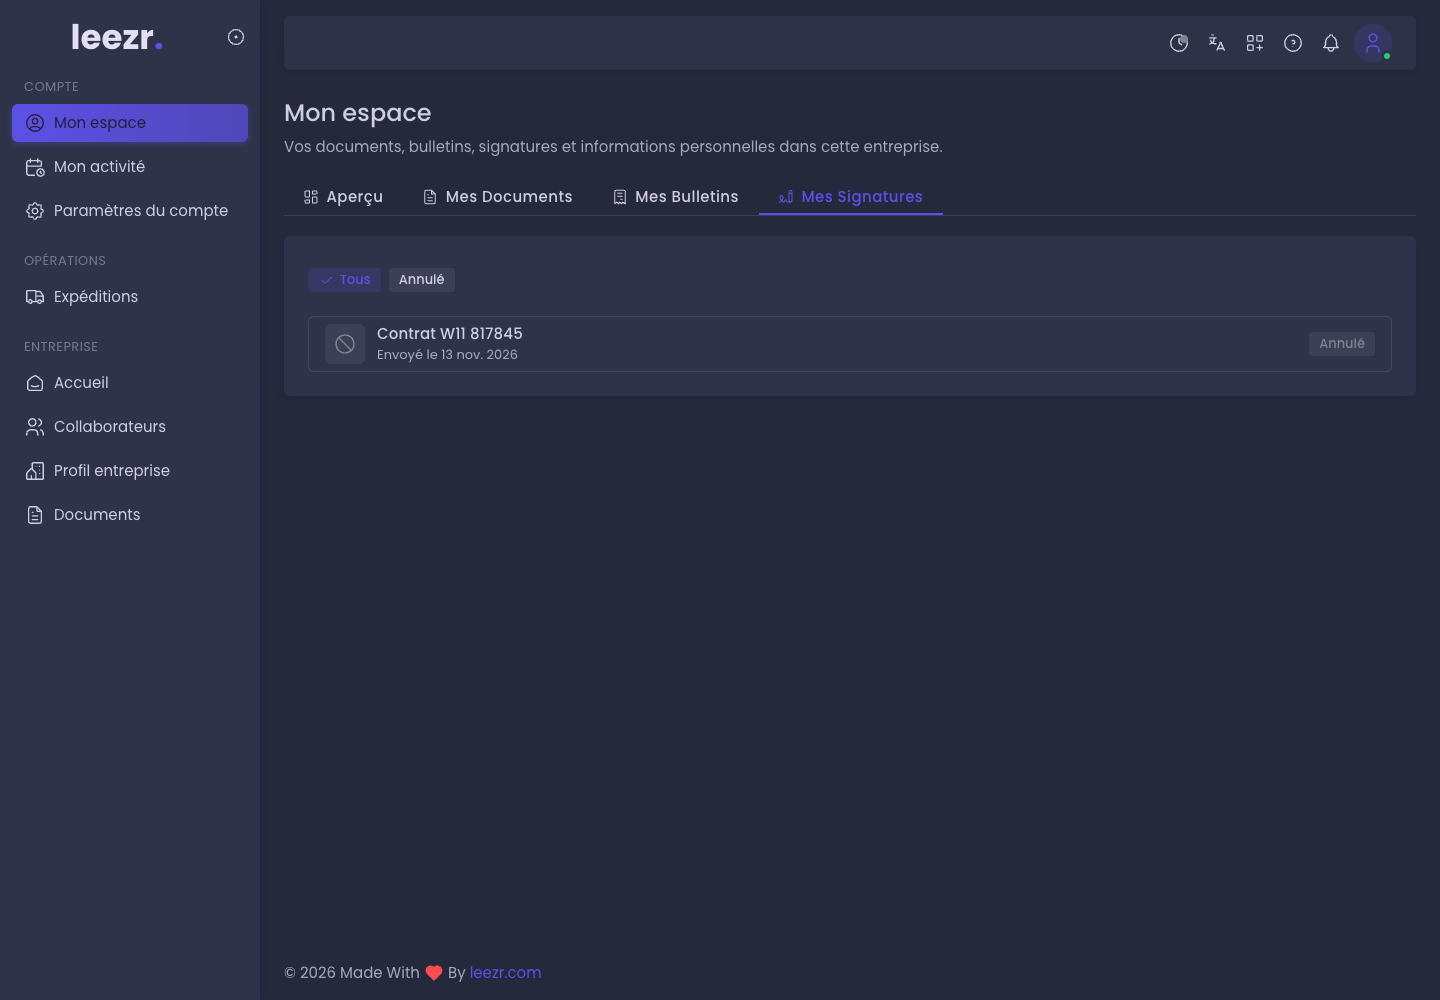 leezr.
COMPTE
Mon espace
Mon activité
Paramètres du compte
OPÉRATIONS
Expéditions
ENTREPRISE
Accueil
Collaborateurs
Profil entreprise
Documents
Mon espace
Vos documents, bulletins, signatures et informations personnelles dans cette entreprise.
Aperçu
Mes Documents
Mes Bulletins
Mes Signatures
Tous
Annulé
Contrat W11 817845
Envoyé le 13 nov. 2026
Annulé
© 2026 Made With ❤ By leezr.com